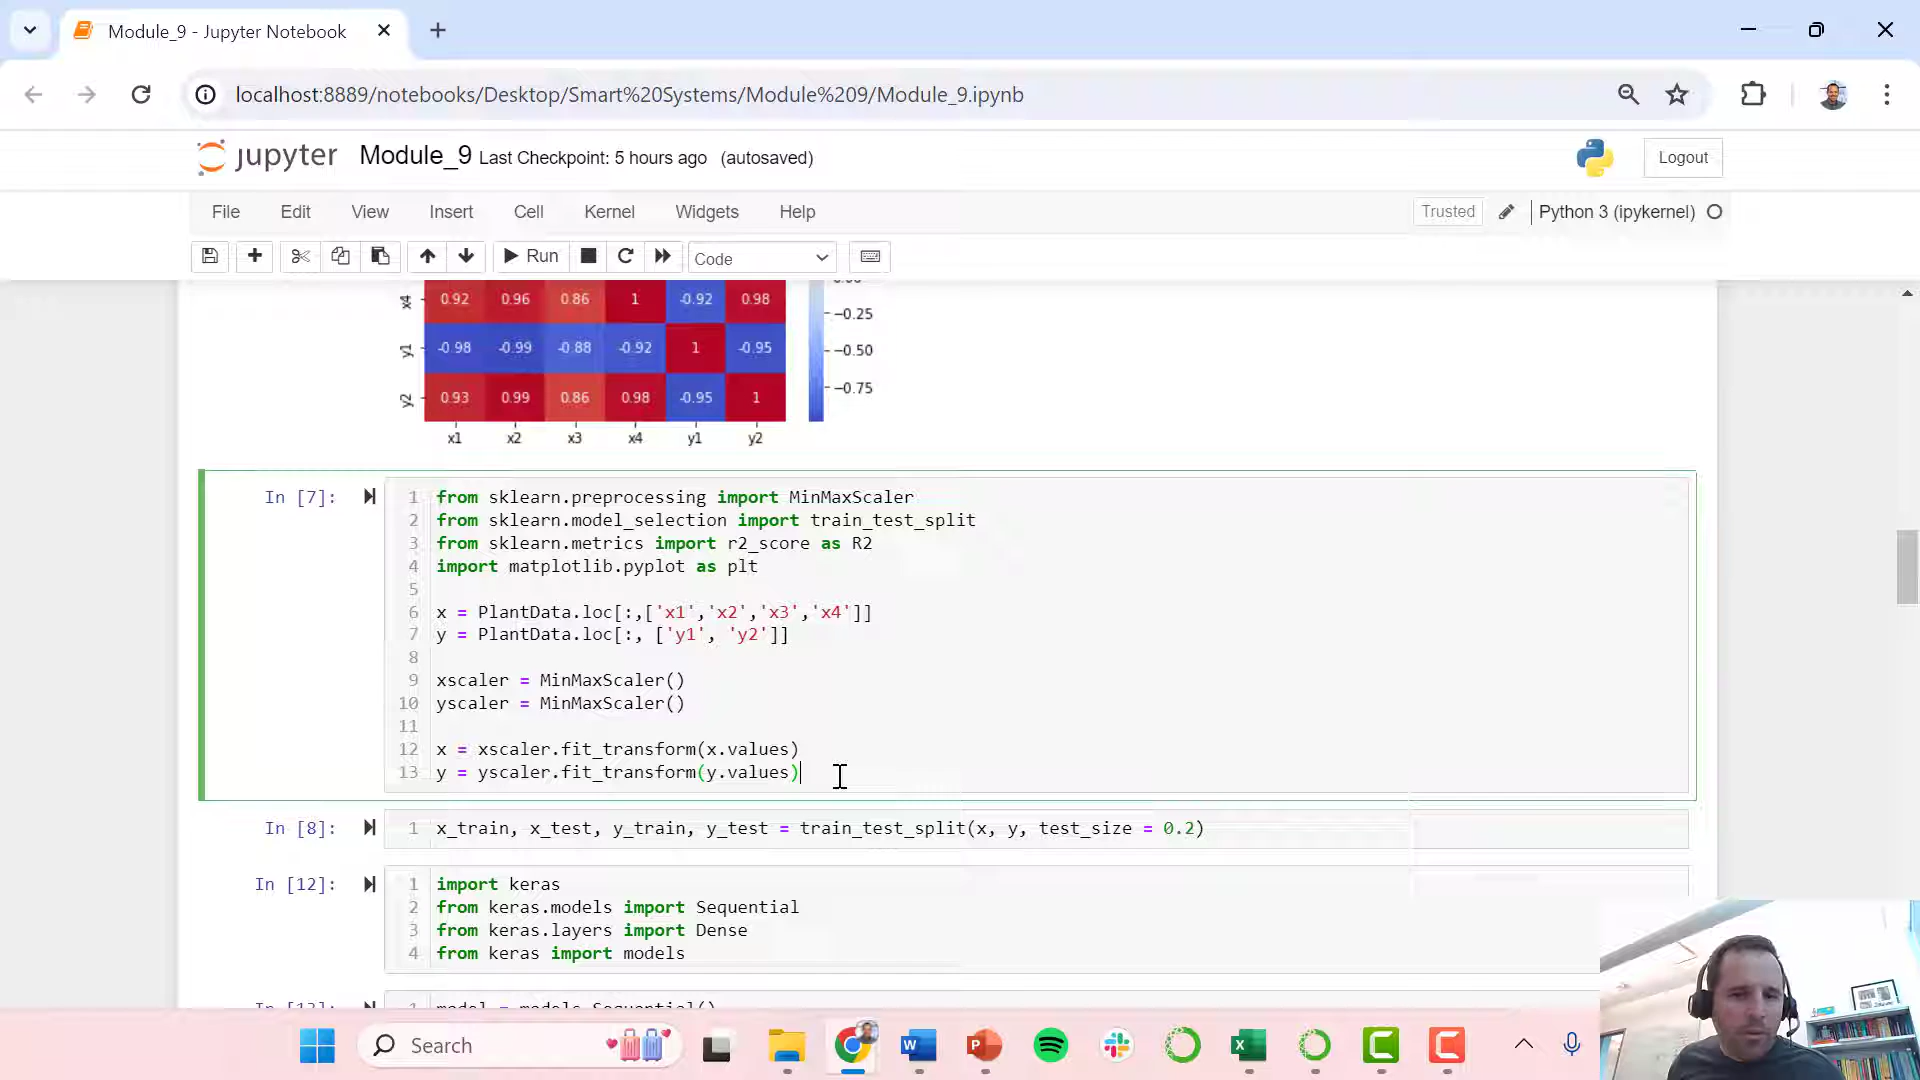 Module_9 - Jupyter Notebook
localhost:8889/notebooks/Desktop/Smart%20Systems/Module%209/Module_9.ipynb
jupyter Module_9 Last Checkpoint: 5 hours ago (autosaved)
Logout
File Edit View Insert Cell Kernel Widgets Help
Trusted
Python 3 (ipykernel)
Run
Code
x4 0.92 0.96 0.86 1 -0.92 0.98
−0.25
y1 -0.98 -0.99 -0.88 -0.92 1 -0.95
−0.50
−0.75
y2 0.93 0.99 0.86 0.98 -0.95 1
x1 x2 x3 x4 y1 y2
In [7]:
1 from sklearn.preprocessing import MinMaxScaler
2 from sklearn.model_selection import train_test_split
3 from sklearn.metrics import r2_score as R2
4 import matplotlib.pyplot as plt
5
6 x = PlantData.loc[:,['x1','x2','x3','x4']]
7 y = PlantData.loc[:, ['y1', 'y2']]
8
9 xscaler = MinMaxScaler()
10 yscaler = MinMaxScaler()
11
12 x = xscaler.fit_transform(x.values)
13 y = yscaler.fit_transform(y.values)
In [8]:
1 x_train, x_test, y_train, y_test = train_test_split(x, y, test_size = 0.2)
In [12]:
1 import keras
2 from keras.models import Sequential
3 from keras.layers import Dense
4 from keras import models
In [13]:
1 model = models.Sequential()
Search